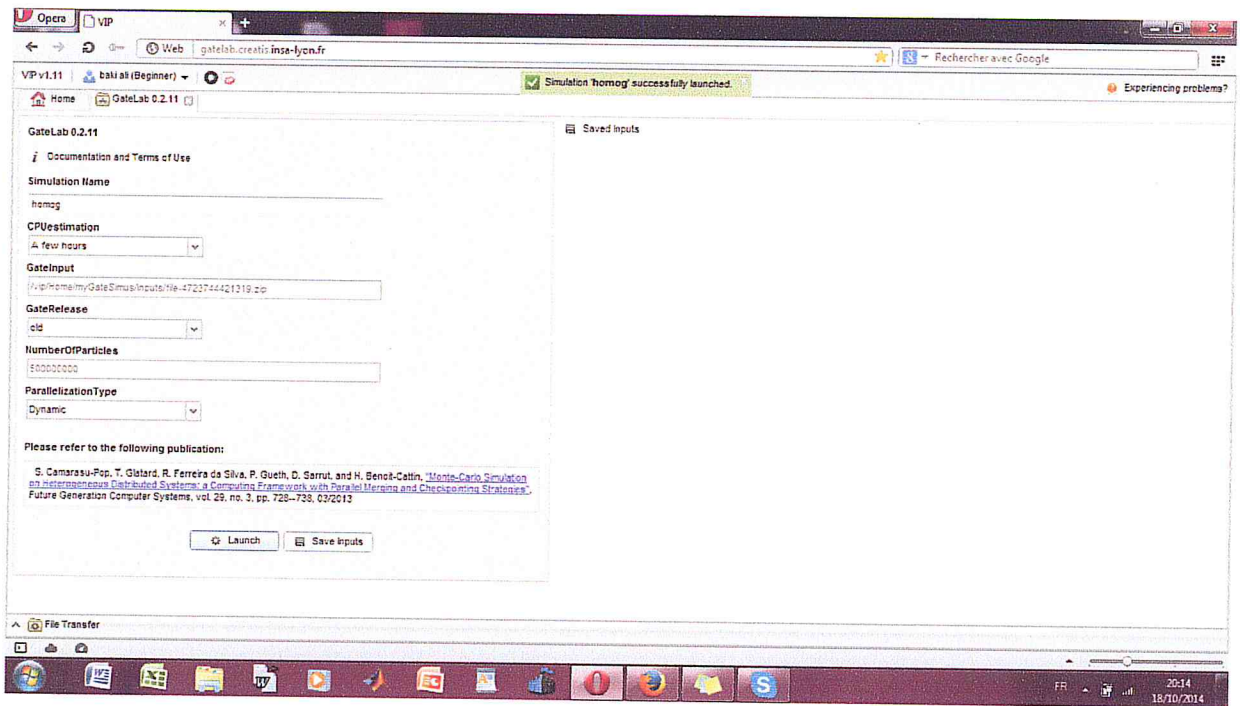 Opera
VIP
Web gatelab.creatis.insa-lyon.fr
Rechercher avec Google
VIP v1.11
baki ali (Beginner)
Simulation 'homog' successfully launched.
Experiencing problems?
Home
GateLab 0.2.11
GateLab 0.2.11
Saved Inputs
i Documentation and Terms of Use
Simulation Name
homog
CPUestimation
A few hours
GateInput
/vip/Home/myGateSimus/inputs/file-4723744421319.zip
GateRelease
old
NumberOfParticles
500000000
ParallelizationType
Dynamic
Please refer to the following publication:
S. Camarasu-Pop, T. Glatard, R. Ferreira da Silva, P. Gueth, D. Sarrut, and H. Benoit-Cattin, "Monte-Carlo Simulation
on Heterogeneous Distributed Systems: a Computing Framework with Parallel Merging and Checkpointing Strategies",
Future Generation Computer Systems, vol. 29, no. 3, pp. 728--738, 03/2013
Launch
Save Inputs
File Transfer
FR
20:14
18/10/2014